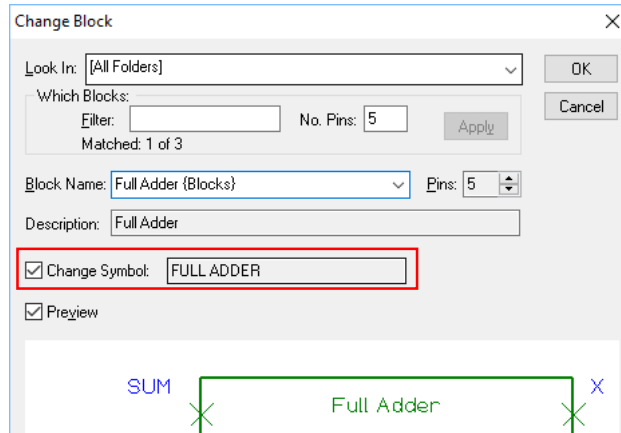 Change Block
Look In: [All Folders]
OK
Which Blocks:
Filter:
No. Pins: 5
Apply
Cancel
Matched: 1 of 3
Block Name: Full Adder {Blocks}
Pins: 5
Description: Full Adder
Change Symbol: FULL ADDER
Preview
SUM
Full Adder
X